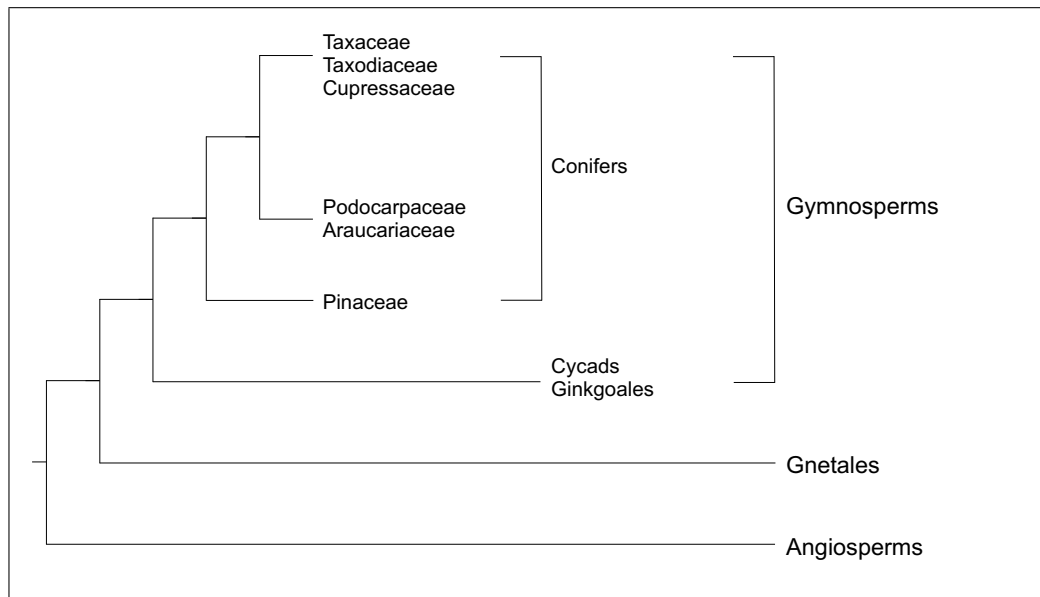 Taxaceae
Taxodiaceae
Cupressaceae
Conifers
Podocarpaceae
Araucariaceae
Gymnosperms
Pinaceae
Cycads
Ginkgoales
Gnetales
Angiosperms